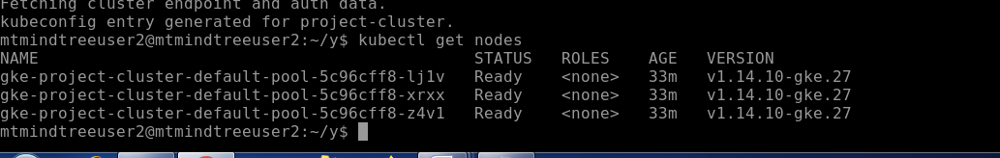 Fetching cluster endpoint and auth data.
kubeconfig entry generated for project-cluster.
mtmindtreeuser2@mtmindtreeuser2:~/y$ kubectl get nodes
NAME STATUS ROLES AGE VERSION
gke-project-cluster-default-pool-5c96cff8-lj1v Ready <none> 33m v1.14.10-gke.27
gke-project-cluster-default-pool-5c96cff8-xrxx Ready <none> 33m v1.14.10-gke.27
gke-project-cluster-default-pool-5c96cff8-z4v1 Ready <none> 33m v1.14.10-gke.27
mtmindtreeuser2@mtmindtreeuser2:~/y$